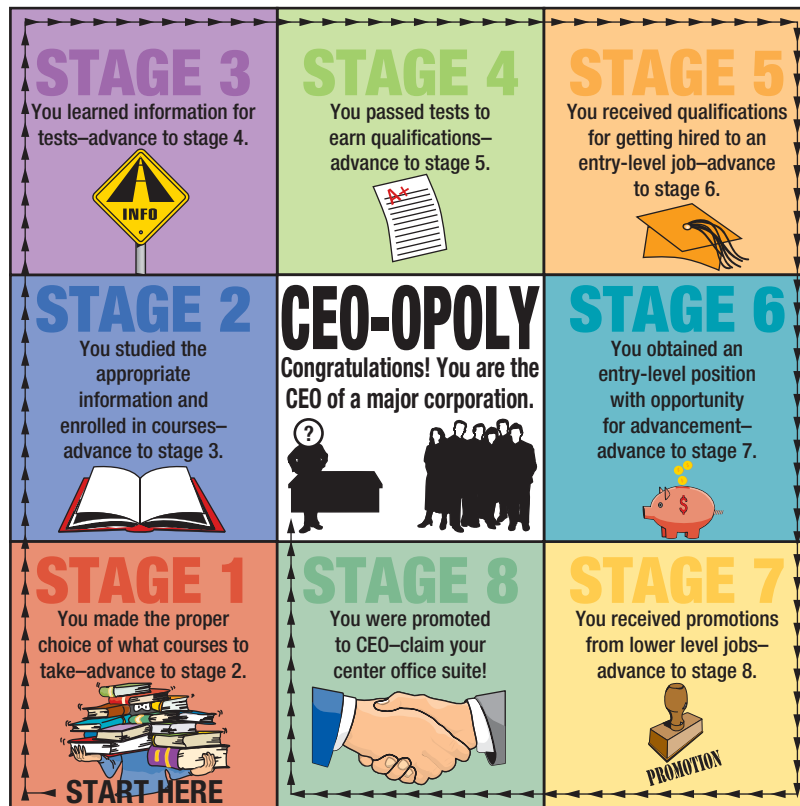 STAGE 3
You learned information for
tests–advance to stage 4.
INFO
STAGE 4
You passed tests to
earn qualifications–
advance to stage 5.
A+
STAGE 5
You received qualifications
for getting hired to an
entry-level job–advance
to stage 6.
STAGE 2
You studied the
appropriate
information and
enrolled in courses–
advance to stage 3.
CEO-OPOLY
Congratulations! You are the
CEO of a major corporation.
?
STAGE 6
You obtained an
entry-level position
with opportunity
for advancement–
advance to stage 7.
$
STAGE 1
You made the proper
choice of what courses to
take–advance to stage 2.
START HERE
STAGE 8
You were promoted
to CEO–claim your
center office suite!
STAGE 7
You received promotions
from lower level jobs–
advance to stage 8.
PROMOTION